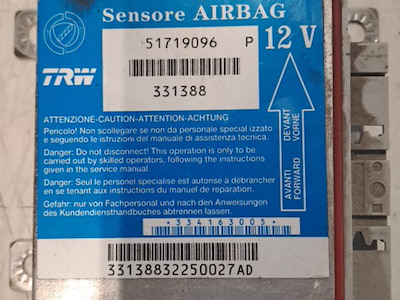 Sensore AIRBAG
51719096 P 12 V
TRW
331388
ATTENZIONE-CAUTION-ATTENTION-ACHTUNG
Pericolo! Non scollegare se non da personale specializzato
e seguendo le istruzioni del manuale di assistenza tecnica.
Danger: Do not disconnect! This operation is only to be
carried out by skilled operators, following the instructions
given in the service manual.
Danger: Seul le personel specialisé est autorise à débrancher
en se tenant aux instructions du manuel de reparation.
Gefahr: nur von Fachpersonal und nach den Anweisungen
des Kundendiensthandbuches abtrennen lassen.
AVANTI DEVANT
FORWARD VORNE
*334163005*
33138832250027AD